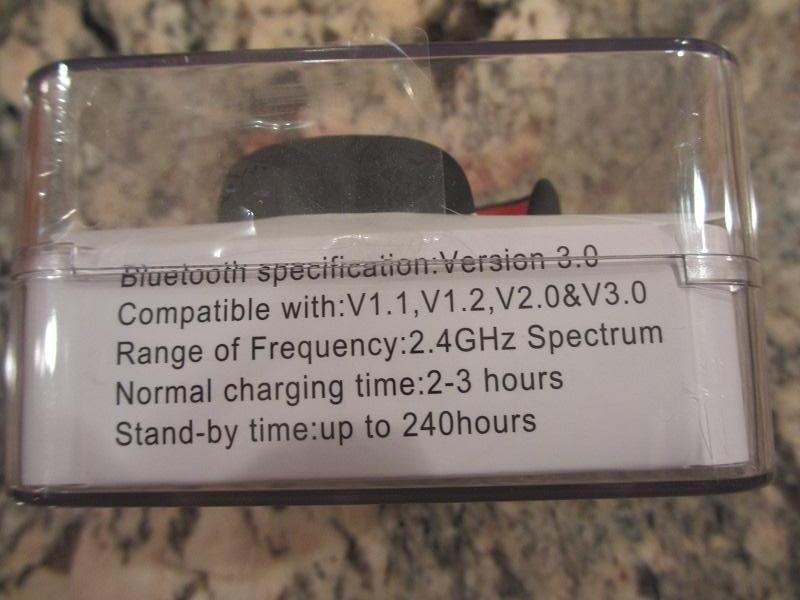 Bluetooth specification:Version 3.0
Compatible with:V1.1,V1.2,V2.0&V3.0
Range of Frequency:2.4GHz Spectrum
Normal charging time:2-3 hours
Stand-by time:up to 240hours